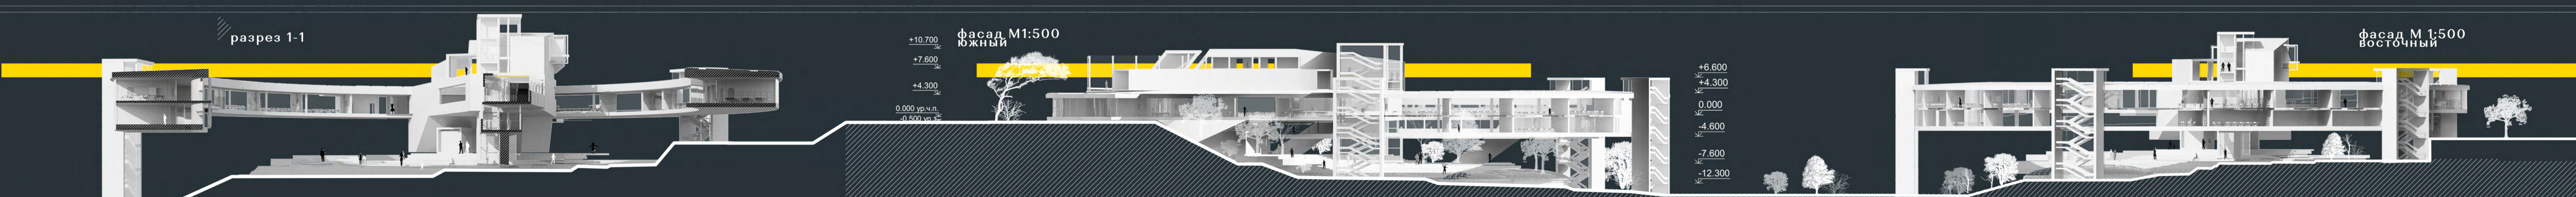 разрез 1-1
+10.700
+7.600
+4.300
0.000 ур.ч.п.
-0.500 ур.з.
фасад М1:500
южный
+6.600
+4.300
0.000
-4.600
-7.600
-12.300
фасад М 1:500
восточный